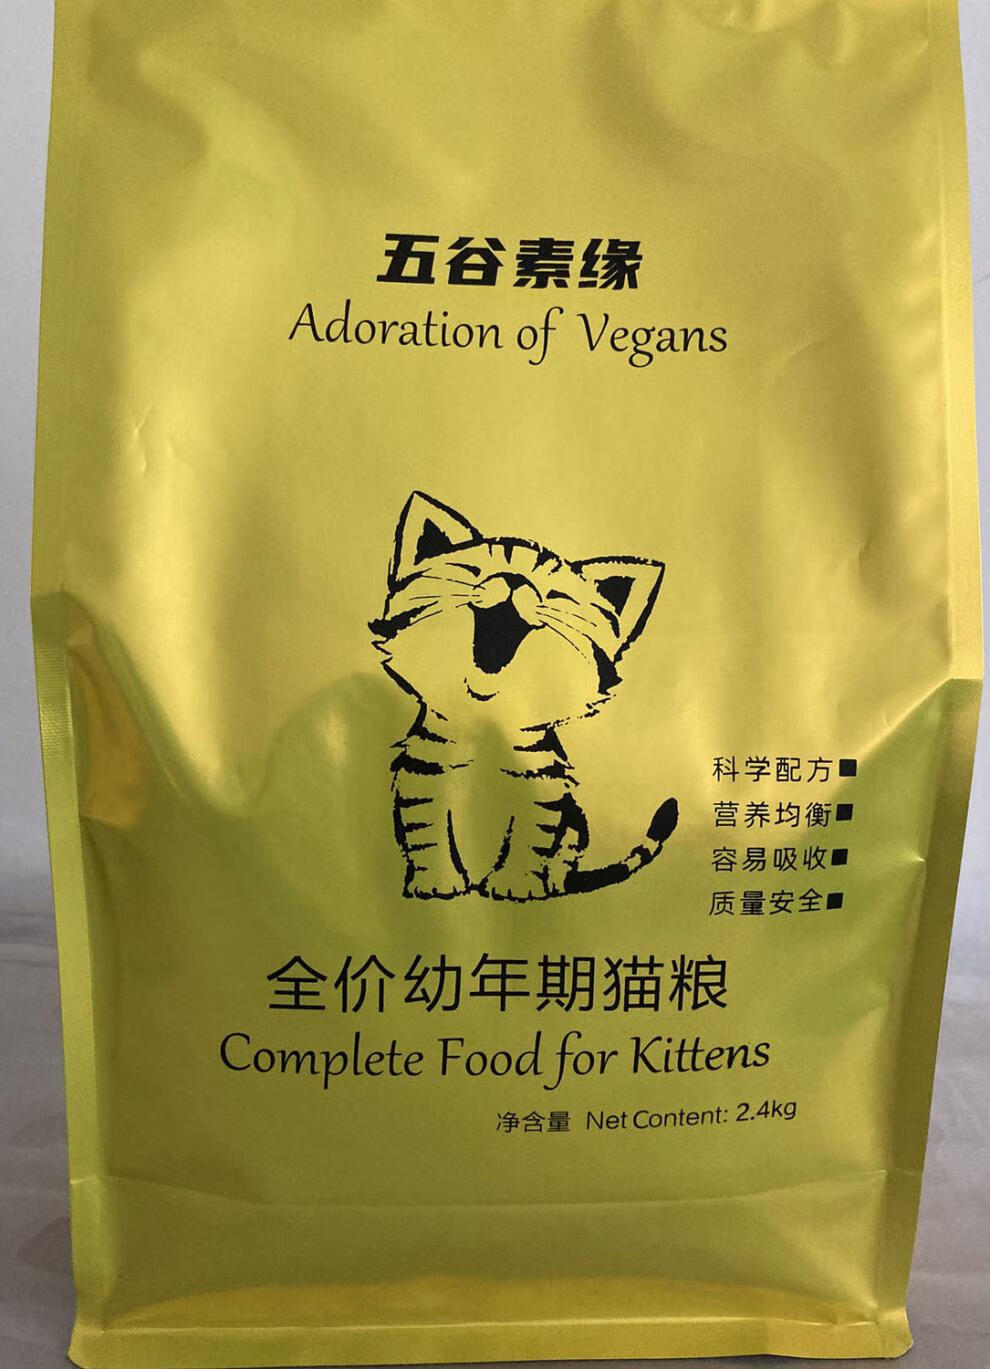 五谷素缘
Adoration of Vegans
科学配方■
营养均衡■
容易吸收■
质量安全■
全价幼年期猫粮
Complete Food for Kittens
净含量 Net Content: 2.4kg